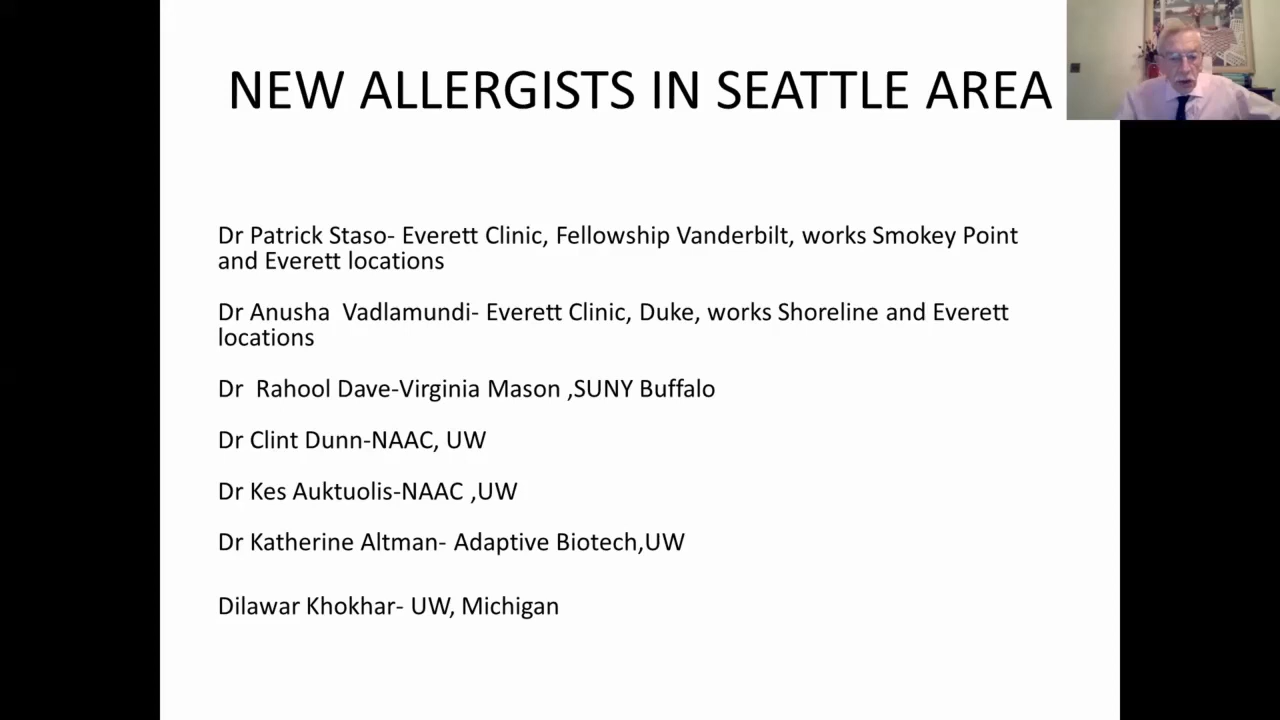 NEW ALLERGISTS IN SEATTLE AREA
Dr Patrick Staso- Everett Clinic, Fellowship Vanderbilt, works Smokey Point
and Everett locations
Dr Anusha  Vadlamundi- Everett Clinic, Duke, works Shoreline and Everett
locations
Dr  Rahool Dave-Virginia Mason ,SUNY Buffalo
Dr Clint Dunn-NAAC, UW
Dr Kes Auktuolis-NAAC ,UW
Dr Katherine Altman- Adaptive Biotech,UW
Dilawar Khokhar- UW, Michigan